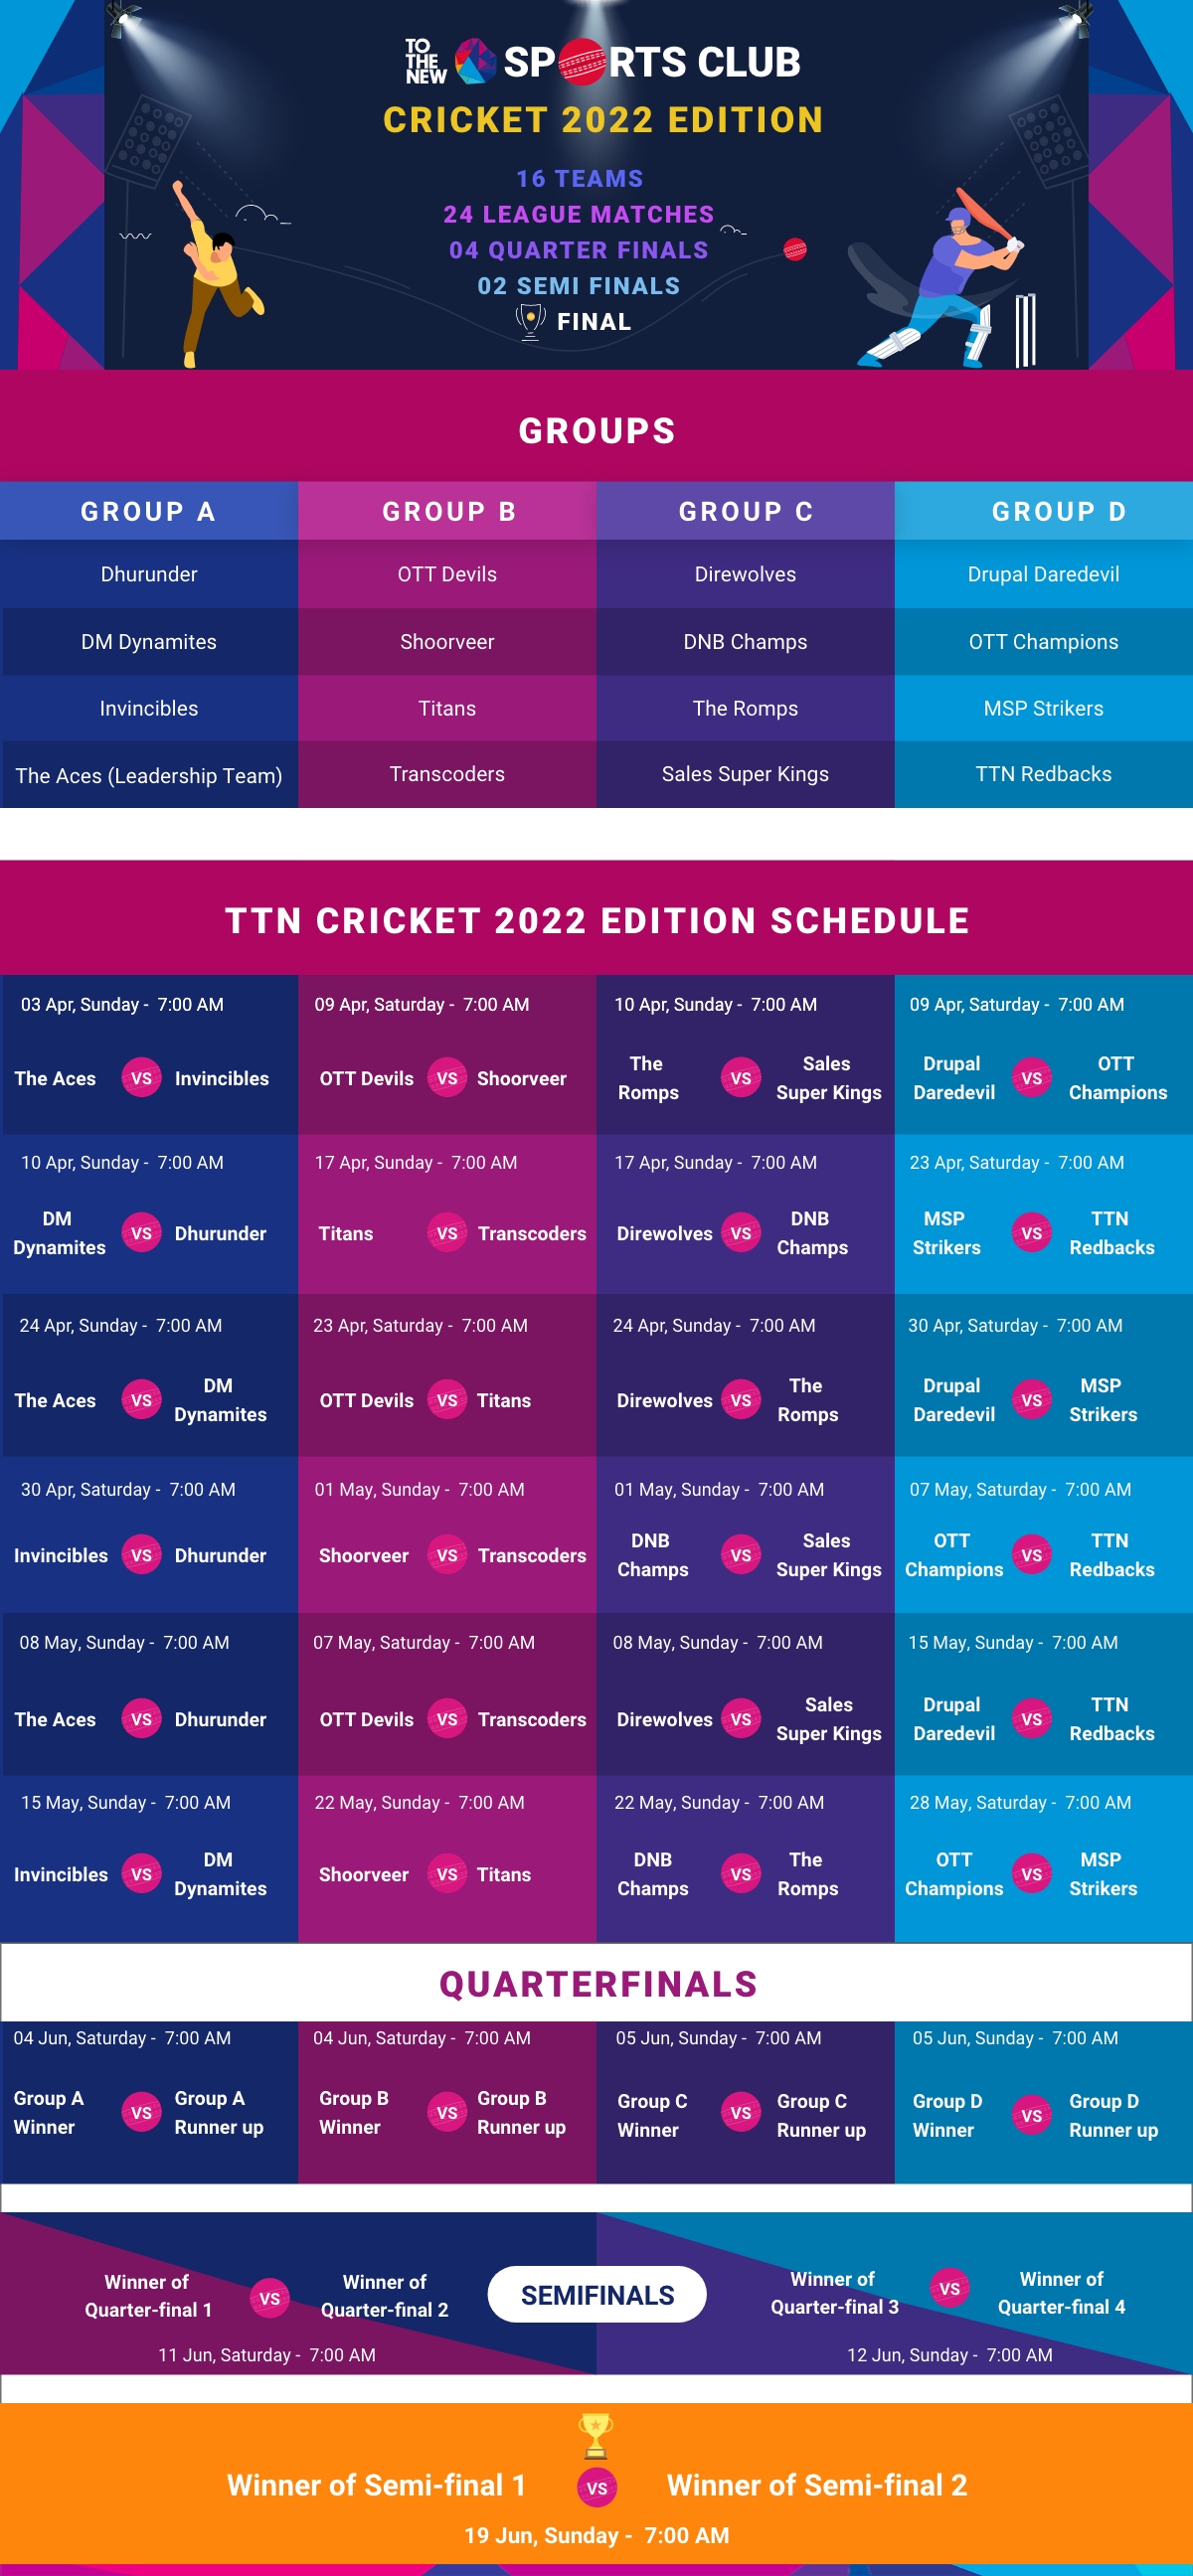 TO
THE
NEW
SPORTS CLUB
CRICKET 2022 EDITION
16 TEAMS
24 LEAGUE MATCHES
04 QUARTER FINALS
02 SEMI FINALS
FINAL
GROUPS
GROUP A GROUP B GROUP C GROUP D
Dhurunder OTT Devils Direwolves Drupal Daredevil
DM Dynamites Shoorveer DNB Champs OTT Champions
Invincibles Titans The Romps MSP Strikers
The Aces (Leadership Team) Transcoders Sales Super Kings TTN Redbacks
TTN CRICKET 2022 EDITION SCHEDULE
03 Apr, Sunday - 7:00 AM
The Aces VS Invincibles
09 Apr, Saturday - 7:00 AM
OTT Devils VS Shoorveer
10 Apr, Sunday - 7:00 AM
The Romps VS Sales Super Kings
09 Apr, Saturday - 7:00 AM
Drupal Daredevil VS OTT Champions
10 Apr, Sunday - 7:00 AM
DM Dynamites VS Dhurunder
17 Apr, Sunday - 7:00 AM
Titans VS Transcoders
17 Apr, Sunday - 7:00 AM
Direwolves VS DNB Champs
23 Apr, Saturday - 7:00 AM
MSP Strikers VS TTN Redbacks
24 Apr, Sunday - 7:00 AM
The Aces VS DM Dynamites
23 Apr, Saturday - 7:00 AM
OTT Devils VS Titans
24 Apr, Sunday - 7:00 AM
Direwolves VS The Romps
30 Apr, Saturday - 7:00 AM
Drupal Daredevil VS MSP Strikers
30 Apr, Saturday - 7:00 AM
Invincibles VS Dhurunder
01 May, Sunday - 7:00 AM
Shoorveer VS Transcoders
01 May, Sunday - 7:00 AM
DNB Champs VS Sales Super Kings
07 May, Saturday - 7:00 AM
OTT Champions VS TTN Redbacks
08 May, Sunday - 7:00 AM
The Aces VS Dhurunder
07 May, Saturday - 7:00 AM
OTT Devils VS Transcoders
08 May, Sunday - 7:00 AM
Direwolves VS Sales Super Kings
15 May, Sunday - 7:00 AM
Drupal Daredevil VS TTN Redbacks
15 May, Sunday - 7:00 AM
Invincibles VS DM Dynamites
22 May, Sunday - 7:00 AM
Shoorveer VS Titans
22 May, Sunday - 7:00 AM
DNB Champs VS The Romps
28 May, Saturday - 7:00 AM
OTT Champions VS MSP Strikers
QUARTERFINALS
04 Jun, Saturday - 7:00 AM
Group A Winner VS Group A Runner up
04 Jun, Saturday - 7:00 AM
Group B Winner VS Group B Runner up
05 Jun, Sunday - 7:00 AM
Group C Winner VS Group C Runner up
05 Jun, Sunday - 7:00 AM
Group D Winner VS Group D Runner up
Winner of Quarter-final 1 VS Winner of Quarter-final 2
11 Jun, Saturday - 7:00 AM
SEMIFINALS
Winner of Quarter-final 3 VS Winner of Quarter-final 4
12 Jun, Sunday - 7:00 AM
Winner of Semi-final 1 VS Winner of Semi-final 2
19 Jun, Sunday - 7:00 AM